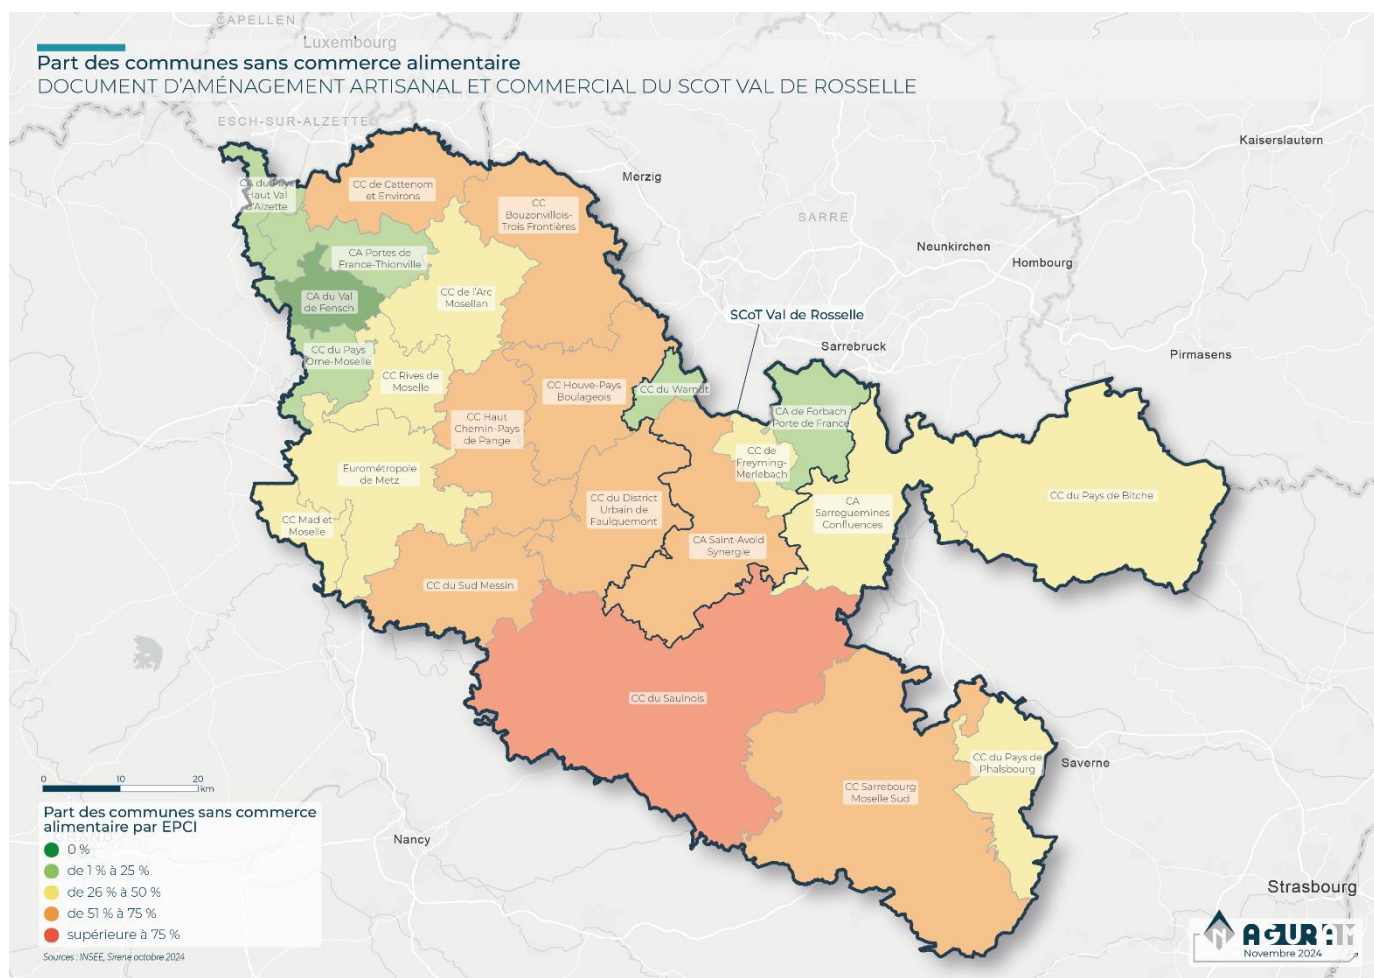 CAPELLEN
Luxembourg
Part des communes sans commerce alimentaire
DOCUMENT D'AMÉNAGEMENT ARTISANAL ET COMMERCIAL DU SCOT VAL DE ROSSELLE
ESCH-SUR-ALZETTE
Kaiserslautern
Merzig
CA du Pays
Haut Val
d'Alzette
CC de Cattenom
et Environs
CC
Bouzonvillois-
Trois Frontières
SARRE
Neunkirchen
Hombourg
CA Portes de
France-Thionville
CA du Val
de Fensch
CC de l'Arc
Mosellan
SCoT Val de Rosselle
Sarrebruck
Pirmasens
CC du Pays
Orne-Moselle
CC Rives de
Moselle
CC Houve-Pays
Boulageois
CC du Warndt
CC Haut
Chemin-Pays
de Pange
CA de Forbach
Porte de France
CC de
Freyming-
Merlebach
Eurométropole
de Metz
CC du District
Urbain de
Faulquemont
CA
Sarreguemines
Confluences
CC du Pays de Bitche
CC Mad et
Moselle
CA Saint-Avold
Synergie
CC du Sud Messin
CC du Saulnois
CC du Pays de
Phalsbourg
Saverne
CC Sarrebourg
Moselle Sud
Nancy
Strasbourg
0 10 20
km
Part des communes sans commerce
alimentaire par EPCI
0 %
de 1 % à 25 %
de 26 % à 50 %
de 51 % à 75 %
supérieure à 75 %
Sources : INSEE, Sirene octobre 2024
N
AGURAM
Novembre 2024